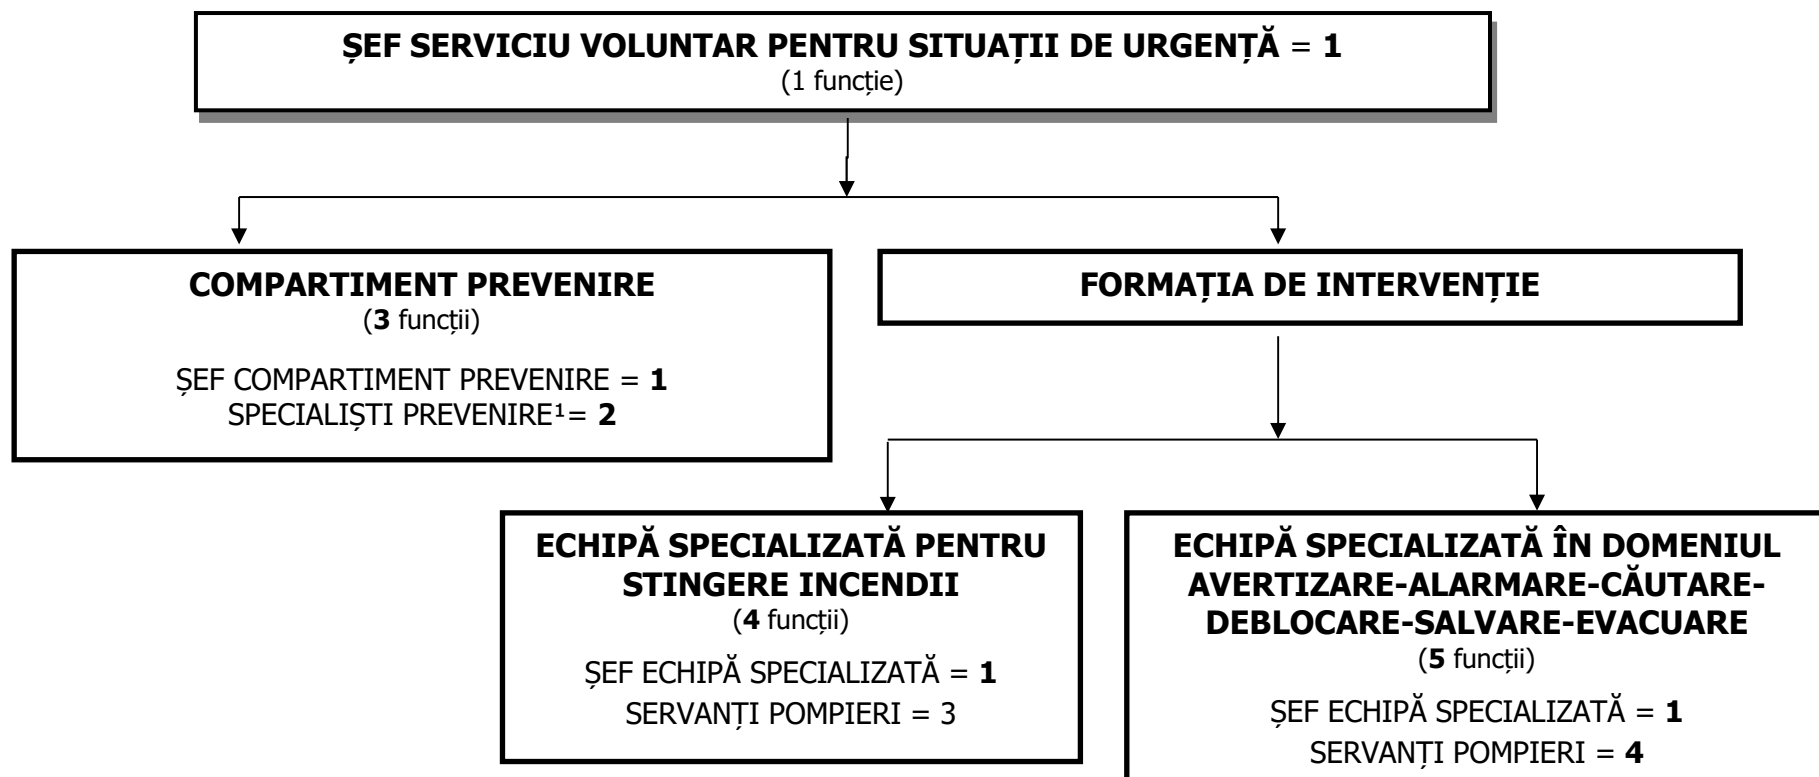 ȘEF SERVICIU VOLUNTAR PENTRU SITUAȚII DE URGENȚĂ = 1
(1 funcție)
COMPARTIMENT PREVENIRE
(3 funcții)
ȘEF COMPARTIMENT PREVENIRE = 1
SPECIALIȘTI PREVENIRE¹= 2
FORMAȚIA DE INTERVENȚIE
ECHIPĂ SPECIALIZATĂ PENTRU
STINGERE INCENDII
(4 funcții)
ȘEF ECHIPĂ SPECIALIZATĂ = 1
SERVANȚI POMPIERI = 3
ECHIPĂ SPECIALIZATĂ ÎN DOMENIUL
AVERTIZARE-ALARMARE-CĂUTARE-
DEBLOCARE-SALVARE-EVACUARE
(5 funcții)
ȘEF ECHIPĂ SPECIALIZATĂ = 1
SERVANȚI POMPIERI = 4